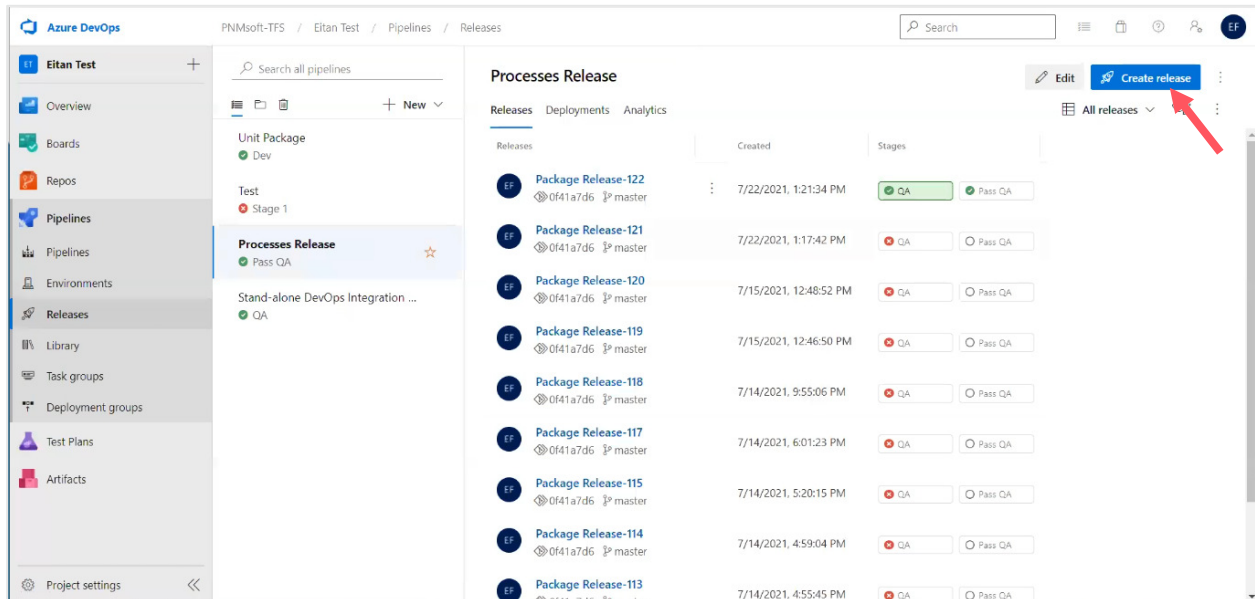 Azure DevOps
PNMsoft-TFS / Eitan Test / Pipelines / Releases
Search
EF
ET Eitan Test
Overview
Boards
Repos
Pipelines
Pipelines
Environments
Releases
Library
Task groups
Deployment groups
Test Plans
Artifacts
Project settings
Search all pipelines
New
Unit Package
Dev
Test
Stage 1
Processes Release
Pass QA
Stand-alone DevOps Integration ...
QA
Processes Release
Edit Create release
Releases Deployments Analytics
All releases
Releases Created Stages
EF Package Release-122 7/22/2021, 1:21:34 PM QA Pass QA
0f41a7d6 master
EF Package Release-121 7/22/2021, 1:17:42 PM QA Pass QA
0f41a7d6 master
EF Package Release-120 7/15/2021, 12:48:52 PM QA Pass QA
0f41a7d6 master
EF Package Release-119 7/15/2021, 12:46:50 PM QA Pass QA
0f41a7d6 master
EF Package Release-118 7/14/2021, 9:55:06 PM QA Pass QA
0f41a7d6 master
EF Package Release-117 7/14/2021, 6:01:23 PM QA Pass QA
0f41a7d6 master
EF Package Release-115 7/14/2021, 5:20:15 PM QA Pass QA
0f41a7d6 master
EF Package Release-114 7/14/2021, 4:59:04 PM QA Pass QA
0f41a7d6 master
EF Package Release-113 7/14/2021, 4:55:45 PM QA Pass QA